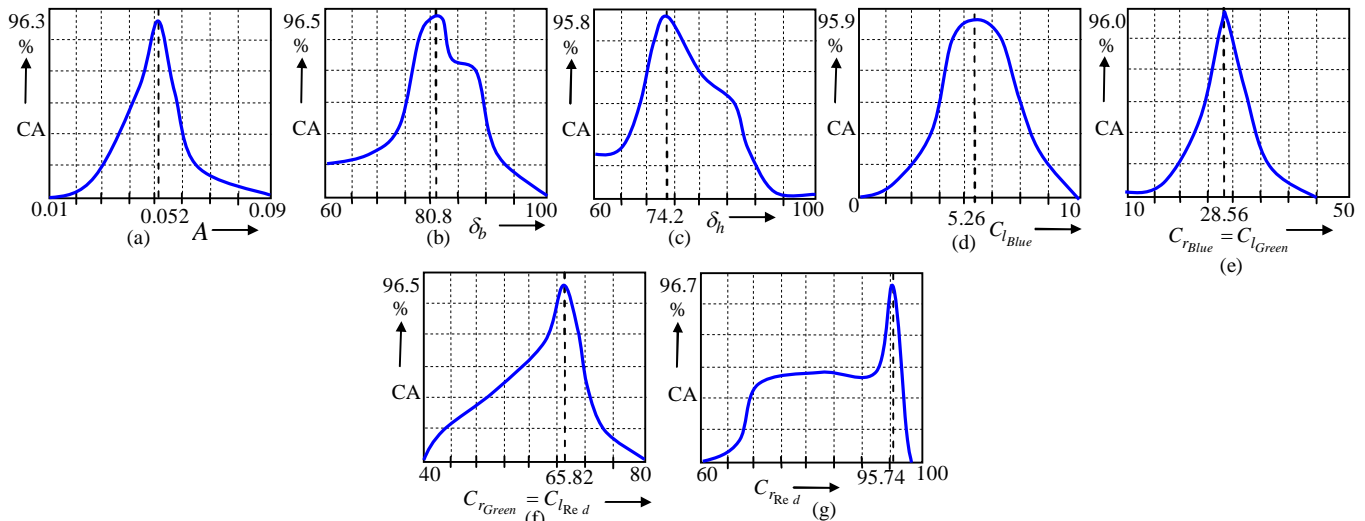 96.3
%
CA
0.01
0.052
0.09
A
(a)
96.5
%
CA
60
80.8
100
δb
(b)
95.8
%
CA
60
74.2
100
δh
(c)
95.9
%
CA
0
5.26
10
ClBlue
(d)
96.0
%
CA
10
28.56
50
CrBlue = ClGreen
(e)
96.5
%
CA
40
65.82
80
CrGreen = ClRe d
(f)
96.7
%
CA
60
95.74
100
CrRe d
(g)